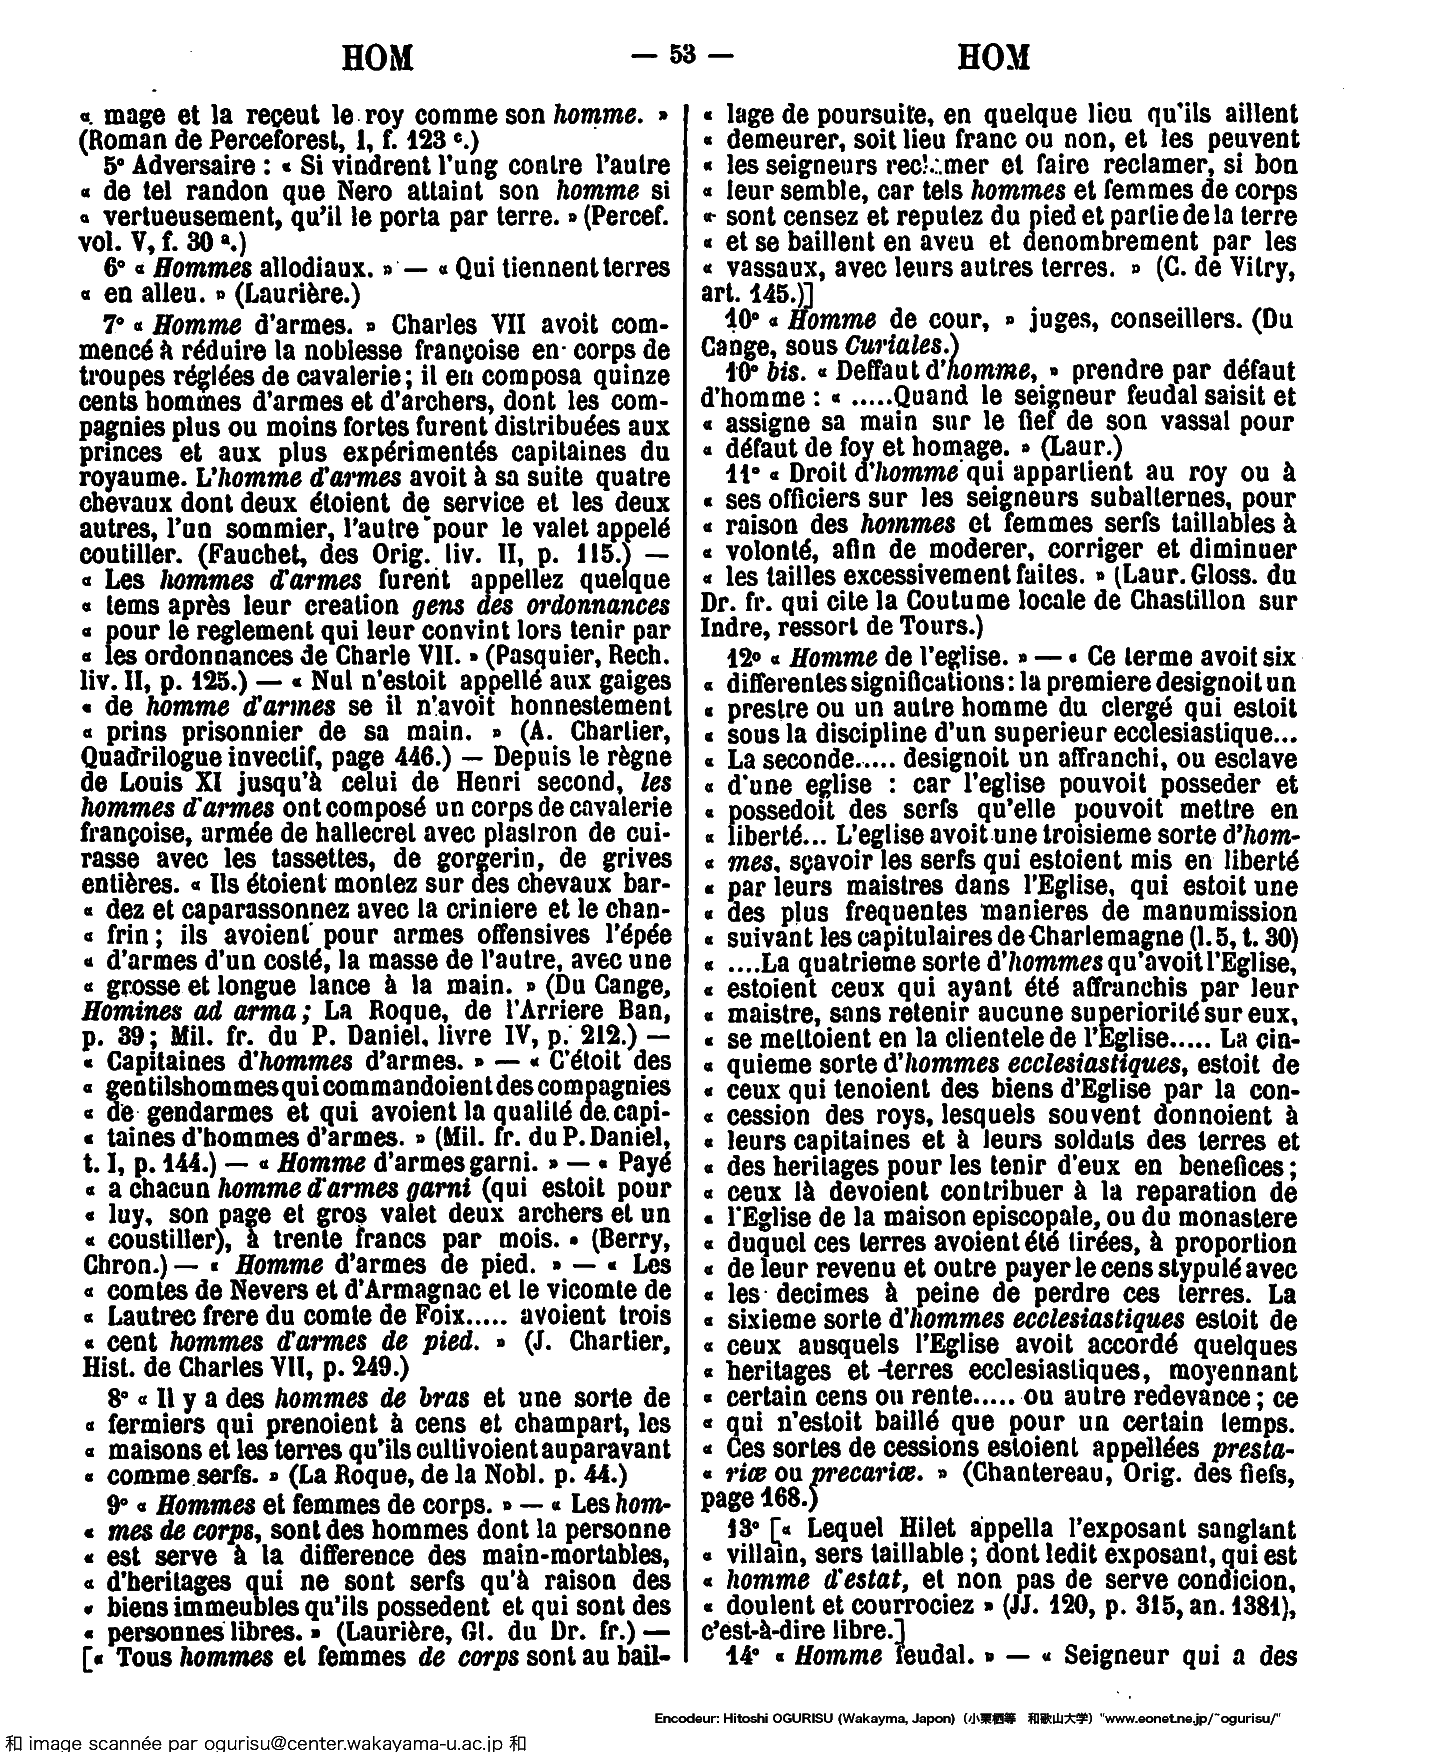 HOM — 53 — HOM
« mage et la reçeut le roy comme son homme. »
(Roman de Perceforest, I, f. 123 c.)
5° Adversaire : « Si vindrent l'ung contre l'autre
« de tel randon que Nero attaint son homme si
« vertueusement, qu'il le porta par terre. » (Percef.
vol. V, f. 30 a.)
6° « Hommes allodiaux. » — « Qui tiennent terres
« en alleu. » (Laurière.)
7° « Homme d'armes. » Charles VII avoit com-
mencé à réduire la noblesse françoise en corps de
troupes réglées de cavalerie ; il en composa quinze
cents hommes d'armes et d'archers, dont les com-
pagnies plus ou moins fortes furent distribuées aux
princes et aux plus expérimentés capitaines du
royaume. L'homme d'armes avoit à sa suite quatre
chevaux dont deux étoient de service et les deux
autres, l'un sommier, l'autre pour le valet appelé
coutiller. (Fauchet, des Orig. liv. II, p. 115.) —
« Les hommes d'armes furent appellez quelque
« tems après leur creation gens des ordonnances
« pour le reglement qui leur convint lors tenir par
« les ordonnances de Charle VII. » (Pasquier, Rech.
liv. II, p. 125.) — « Nul n'estoit appellé aux gaiges
« de homme d'armes se il n'avoit honnestement
« prins prisonnier de sa main. » (A. Chartier,
Quadrilogue invectif, page 446.) — Depuis le règne
de Louis XI jusqu'à celui de Henri second, les
hommes d'armes ont composé un corps de cavalerie
françoise, armée de hallecret avec plastron de cui-
rasse avec les tassettes, de gorgerin, de grives
entières. « Ils étoient montez sur des chevaux bar-
« dez et caparassonnez avec la criniere et le chan-
« frin ; ils avoient pour armes offensives l'épée
« d'armes d'un costé, la masse de l'autre, avec une
« grosse et longue lance à la main. » (Du Cange,
Homines ad arma ; La Roque, de l'Arriere Ban,
p. 39 ; Mil. fr. du P. Daniel, livre IV, p. 212.) —
« Capitaines d'hommes d'armes. » — « C'étoit des
« gentilshommes qui commandoient des compagnies
« de gendarmes et qui avoient la qualité de capi-
« taines d'hommes d'armes. » (Mil. fr. du P. Daniel,
t. I, p. 144.) — « Homme d'armes garni. » — « Payé
« a chacun homme d'armes garni (qui estoit pour
« luy, son page et gros valet deux archers et un
« coustiller), à trente francs par mois. » (Berry,
Chron.) — « Homme d'armes de pied. » — « Les
« comtes de Nevers et d'Armagnac et le vicomte de
« Lautrec frere du comte de Foix..... avoient trois
« cent hommes d'armes de pied. » (J. Chartier,
Hist. de Charles VII, p. 249.)
8° « Il y a des hommes de bras et une sorte de
« fermiers qui prenoient à cens et champart, les
« maisons et les terres qu'ils cultivoient auparavant
« comme serfs. » (La Roque, de la Nobl. p. 44.)
9° « Hommes et femmes de corps. » — « Les hom-
« mes de corps, sont des hommes dont la personne
« est serve à la difference des main-mortables,
« d'heritages qui ne sont serfs qu'à raison des
« biens immeubles qu'ils possedent et qui sont des
« personnes libres. » (Laurière, Gl. du Dr. fr.) —
[« Tous hommes et femmes de corps sont au bail-
« lage de poursuite, en quelque lieu qu'ils aillent
« demeurer, soit lieu franc ou non, et les peuvent
« les seigneurs reclamer et faire reclamer, si bon
« leur semble, car tels hommes et femmes de corps
« sont censez et reputez du pied et partie de la terre
« et se baillent en aveu et denombrement par les
« vassaux, avec leurs autres terres. » (C. de Vitry,
art. 145.)]
10° « Homme de cour, » juges, conseillers. (Du
Cange, sous Curiales.)
10° bis. « Deffaut d'homme, » prendre par défaut
d'homme : « .....Quand le seigneur feudal saisit et
« assigne sa main sur le fief de son vassal pour
« défaut de foy et homage. » (Laur.)
11° « Droit d'homme qui appartient au roy ou à
« ses officiers sur les seigneurs subalternes, pour
« raison des hommes et femmes serfs taillables à
« volonté, afin de moderer, corriger et diminuer
« les tailles excessivement faites. » (Laur. Gloss. du
Dr. fr. qui cite la Coutume locale de Chastillon sur
Indre, ressort de Tours.)
12° « Homme de l'eglise. » — « Ce terme avoit six
« differentes significations : la premiere designoit un
« prestre ou un autre homme du clergé qui estoit
« sous la discipline d'un superieur ecclesiastique...
« La seconde..... designoit un affranchi, ou esclave
« d'une eglise : car l'eglise pouvoit posseder et
« possedoit des serfs qu'elle pouvoit mettre en
« liberté... L'eglise avoit une troisieme sorte d'hom-
« mes, sçavoir les serfs qui estoient mis en liberté
« par leurs maistres dans l'Eglise, qui estoit une
« des plus frequentes manieres de manumission
« suivant les capitulaires de Charlemagne (l. 5, t. 30)
« ....La quatrieme sorte d'hommes qu'avoit l'Eglise,
« estoient ceux qui ayant été affranchis par leur
« maistre, sans retenir aucune superiorité sur eux,
« se mettoient en la clientele de l'Eglise..... La cin-
« quieme sorte d'hommes ecclesiastiques, estoit de
« ceux qui tenoient des biens d'Eglise par la con-
« cession des roys, lesquels souvent donnoient à
« leurs capitaines et à leurs soldats des terres et
« des heritages pour les tenir d'eux en benefices ;
« ceux là devoient contribuer à la reparation de
« l'Eglise de la maison episcopale, ou du monastere
« duquel ces terres avoient été tirées, à proportion
« de leur revenu et outre payer le cens stypulé avec
« les decimes à peine de perdre ces terres. La
« sixieme sorte d'hommes ecclesiastiques estoit de
« ceux ausquels l'Eglise avoit accordé quelques
« heritages et terres ecclesiastiques, moyennant
« certain cens ou rente..... ou autre redevance ; ce
« qui n'estoit baillé que pour un certain temps.
« Ces sortes de cessions estoient appellées presta-
« riæ ou precariæ. » (Chantereau, Orig. des fiefs,
page 168.)
13° [« Lequel Hilet appella l'exposant sanglant
« villain, sers taillable ; dont ledit exposant, qui est
« homme d'estat, et non pas de serve condicion,
« doulent et courrociez » (JJ. 120, p. 315, an. 1381),
c'est-à-dire libre.]
14° « Homme feudal. » — « Seigneur qui a des
Encodeur: Hitoshi OGURISU (Wakayma, Japon) (小栗栖等 和歌山大学) "www.eonet.ne.jp/~ogurisu/"
和 image scannée par ogurisu@center.wakayama-u.ac.jp 和